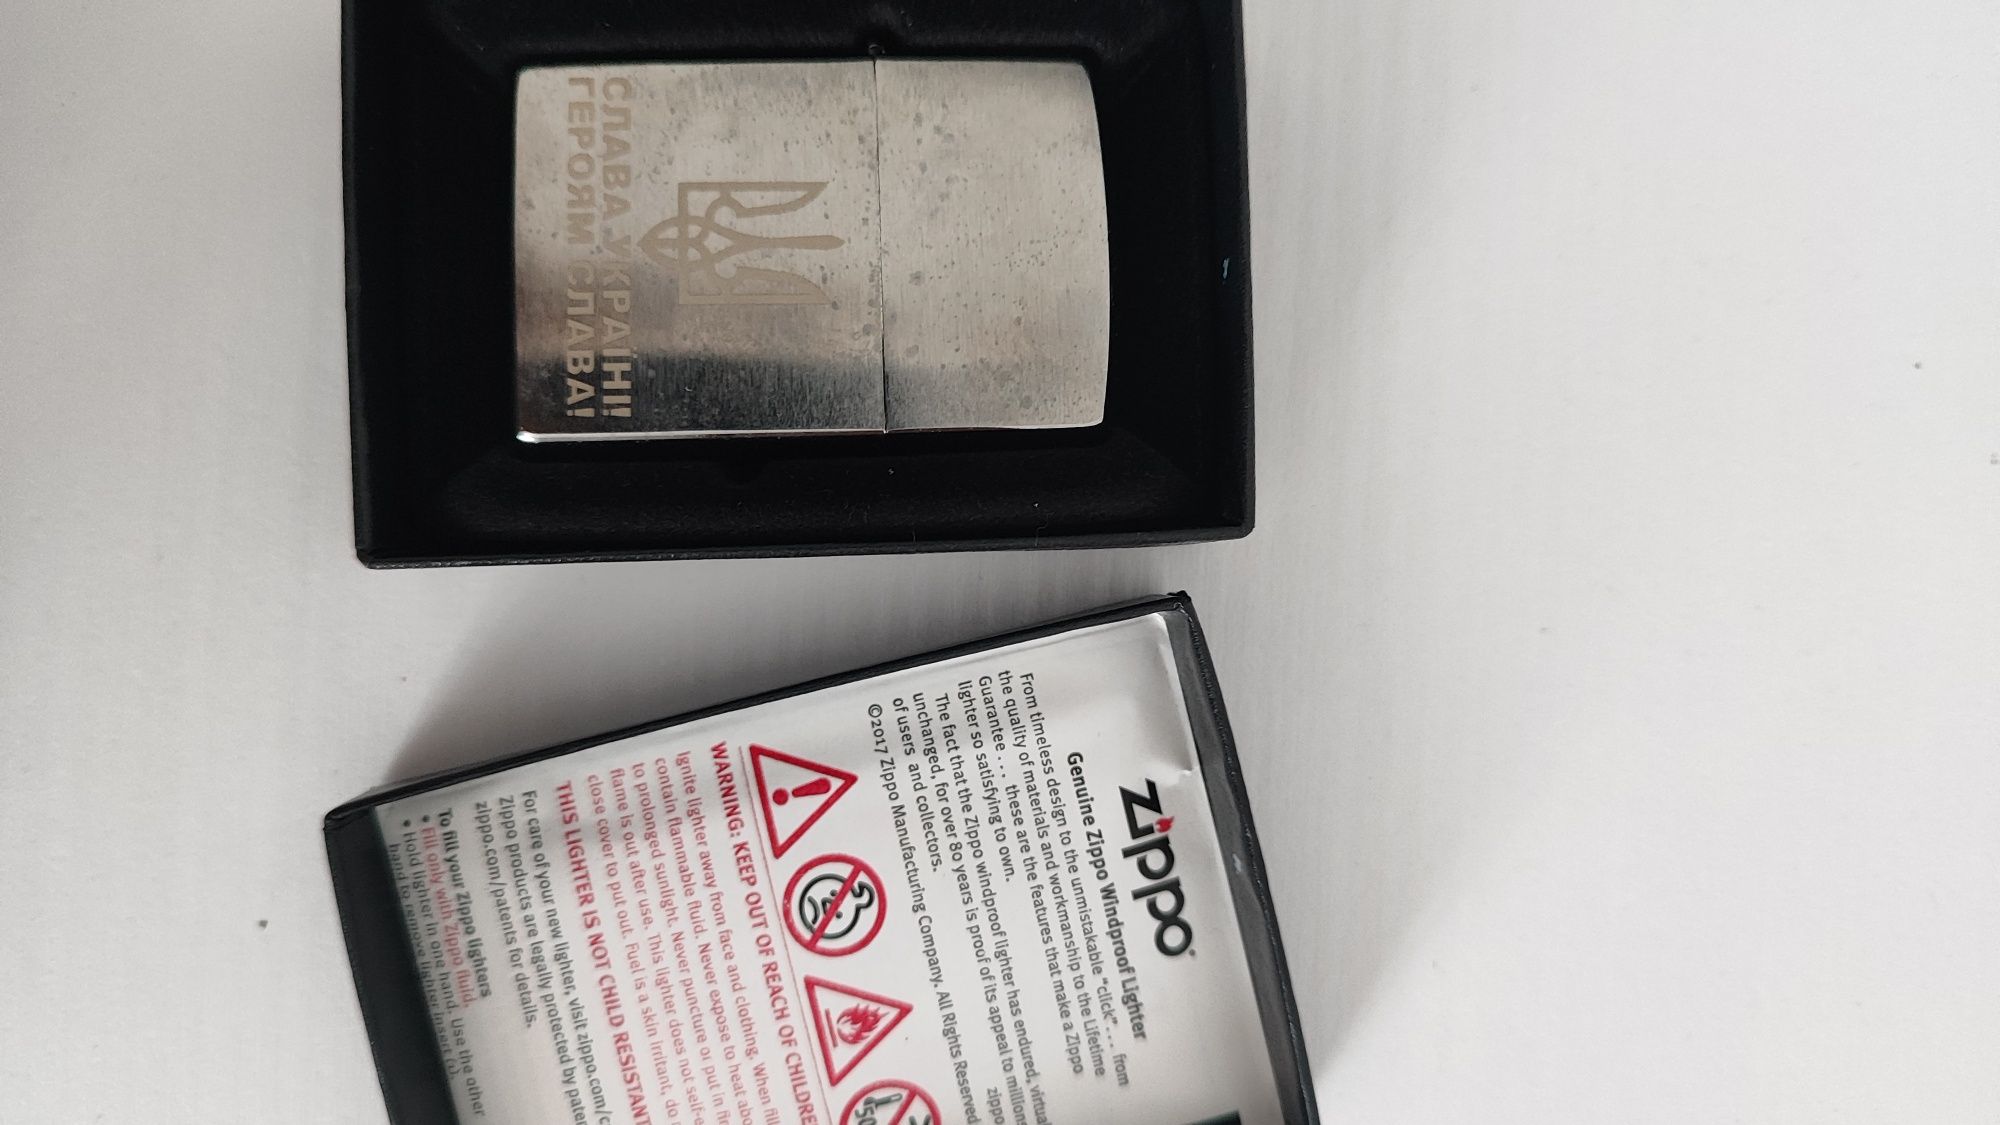 СЛАВА УКРАЇНІ!
ГЕРОЯМ СЛАВА!
zippo
Genuine Zippo Windproof Lighter
From timeless design to the unmistakable "click" . . . from
the quality of materials and workmanship to the Lifetime
Guarantee . . . these are the features that make a Zippo
lighter so satisfying to own.
The fact that the Zippo windproof lighter has endured,
unchanged, for over 80 years is proof of its appeal to millions
of users and collectors.
zippo
©2017 Zippo Manufacturing Company. All Rights Reserved
WARNING: KEEP OUT OF REACH OF
Ignite lighter away from face and clothing. When
contain flammable fluid. Never expose to heat
to prolonged sunlight. Never puncture or put in
flame is out after use. This lighter does not
close cover to put out. Fuel is a skin irritant, do
THIS LIGHTER IS NOT CHILD RESISTANT
For care of your new lighter, visit zippo.com/
Zippo products are legally protected by
zippo.com/patents for details.
To fill your Zippo lighters
• Fill only with Zippo fluid.
• Hold lighter in one hand. Use the other
hand to remove lighter insert (1).